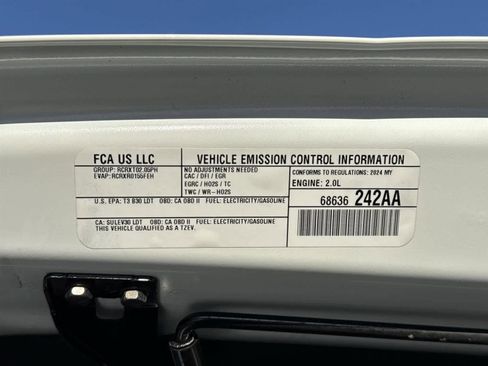 FCA US LLC
VEHICLE EMISSION CONTROL INFORMATION
GROUP: RCRXT02.05PH
EVAP: RCRXR0155FEH
NO ADJUSTMENTS NEEDED
CAC / DFI / EGR
EGRC / HO2S / TC
TWC / WR-HO2S
CONFORMS TO REGULATIONS: 2024 MY
ENGINE: 2.0L
U.S. EPA: T3 B30 LDT OBD: CA OBD II FUEL: ELECTRICITY/GASOLINE
68636 242AA
CA: SULEV30 LDT OBD: CA OBD II FUEL: ELECTRICITY/GASOLINE
THIS VEHICLE QUALIFIED AS A TZEV.